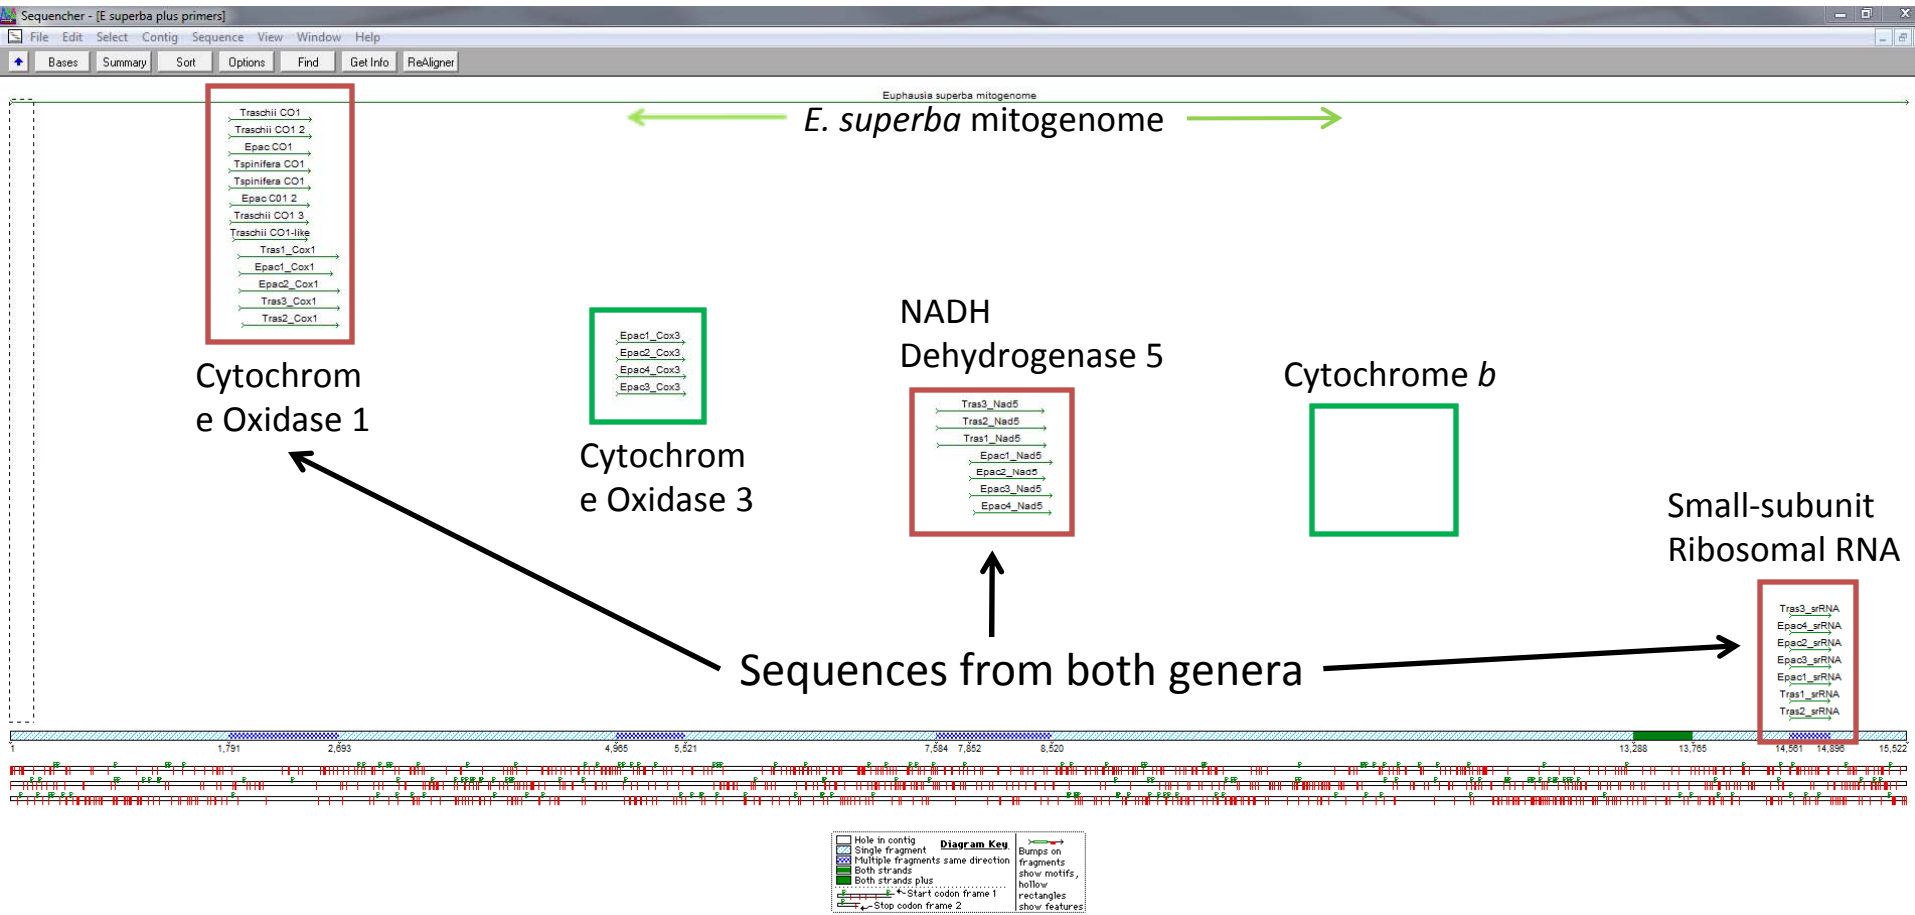 Sequencher - [E superba plus primers]
File Edit Select Contig Sequence View Window Help
Bases Summary Sort Options Find Get Info ReAligner
Euphausia superba mitogenome
E. superba mitogenome
Traschii CO1
Traschii CO1 2
Epac CO1
Tspinifera CO1
Tspinifera CO1
Epac C01 2
Traschii CO1 3
Traschii CO1-like
Tras1_Cox1
Epac1_Cox1
Epac2_Cox1
Tras3_Cox1
Tras2_Cox1
Cytochrom
e Oxidase 1
Epac1_Cox3
Epac2_Cox3
Epac4_Cox3
Epac3_Cox3
Cytochrom
e Oxidase 3
NADH
Dehydrogenase 5
Tras3_Nad5
Tras2_Nad5
Tras1_Nad5
Epac1_Nad5
Epac2_Nad5
Epac3_Nad5
Epac4_Nad5
Cytochrome b
Small-subunit
Ribosomal RNA
Tras3_srRNA
Epac4_srRNA
Epac2_srRNA
Epac3_srRNA
Epac1_srRNA
Tras1_srRNA
Tras2_srRNA
Sequences from both genera
1 1,791 2,693 4,965 5,521 7,584 7,852 8,520 13,288 13,765 14,561 14,896 15,522
Diagram Key
Hole in contig
Single fragment
Multiple fragments same direction
Both strands
Both strands plus
Start codon frame 1
Stop codon frame 2
Bumps on
fragments
show motifs,
hollow
rectangles
show features